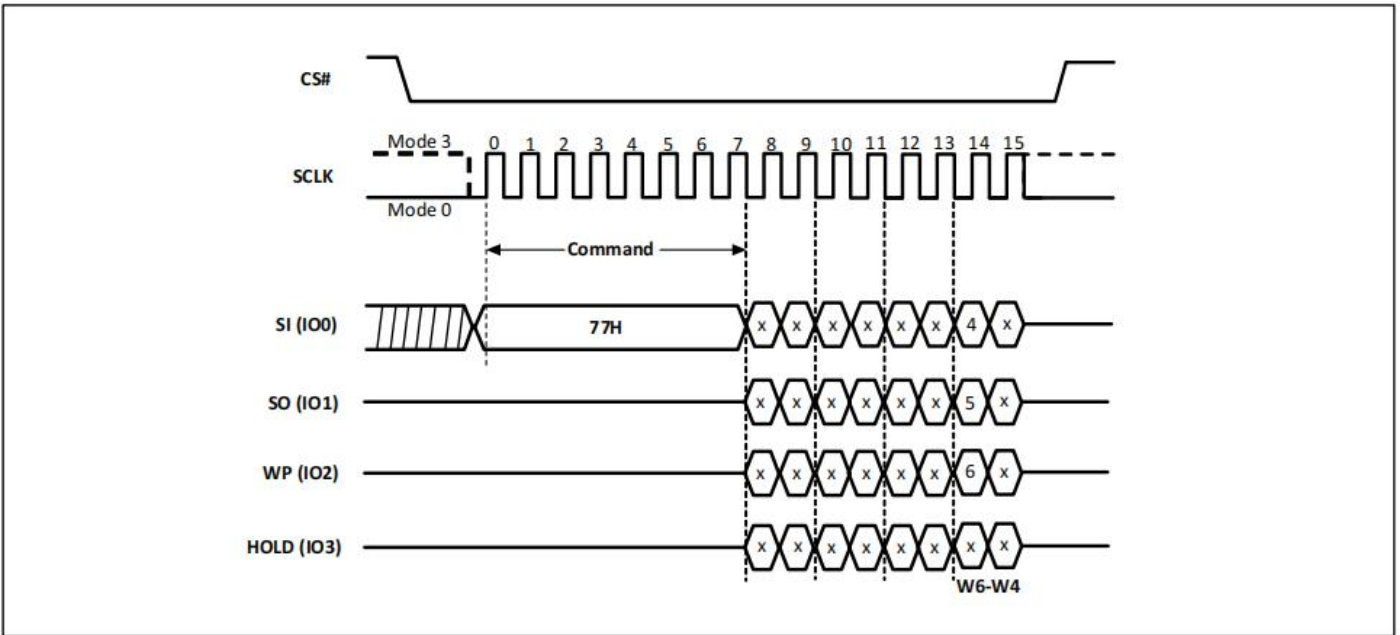 CS#
Mode 3
0 1 2 3 4 5 6 7 8 9 10 11 12 13 14 15
SCLK
Mode 0
Command
SI (IO0)
77H
x x x x x x 4 x
SO (IO1)
x x x x x x 5 x
WP (IO2)
x x x x x x 6 x
HOLD (IO3)
x x x x x x x x
W6-W4